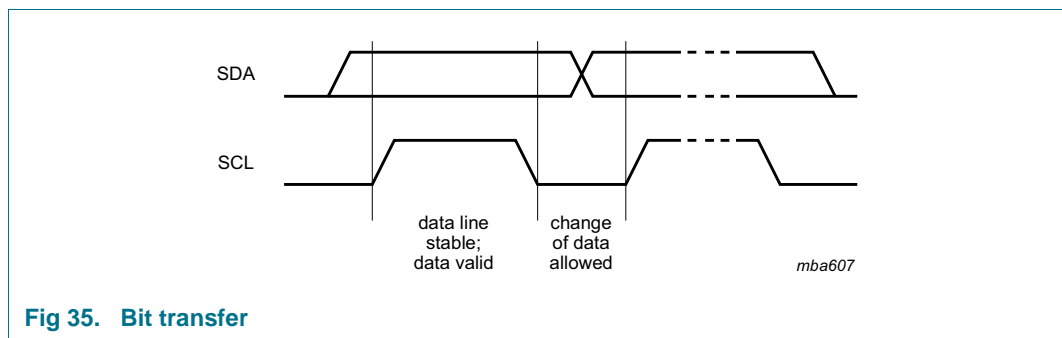 SDA
SCL
data line
stable;
data valid
change
of data
allowed
mba607
Fig 35. Bit transfer